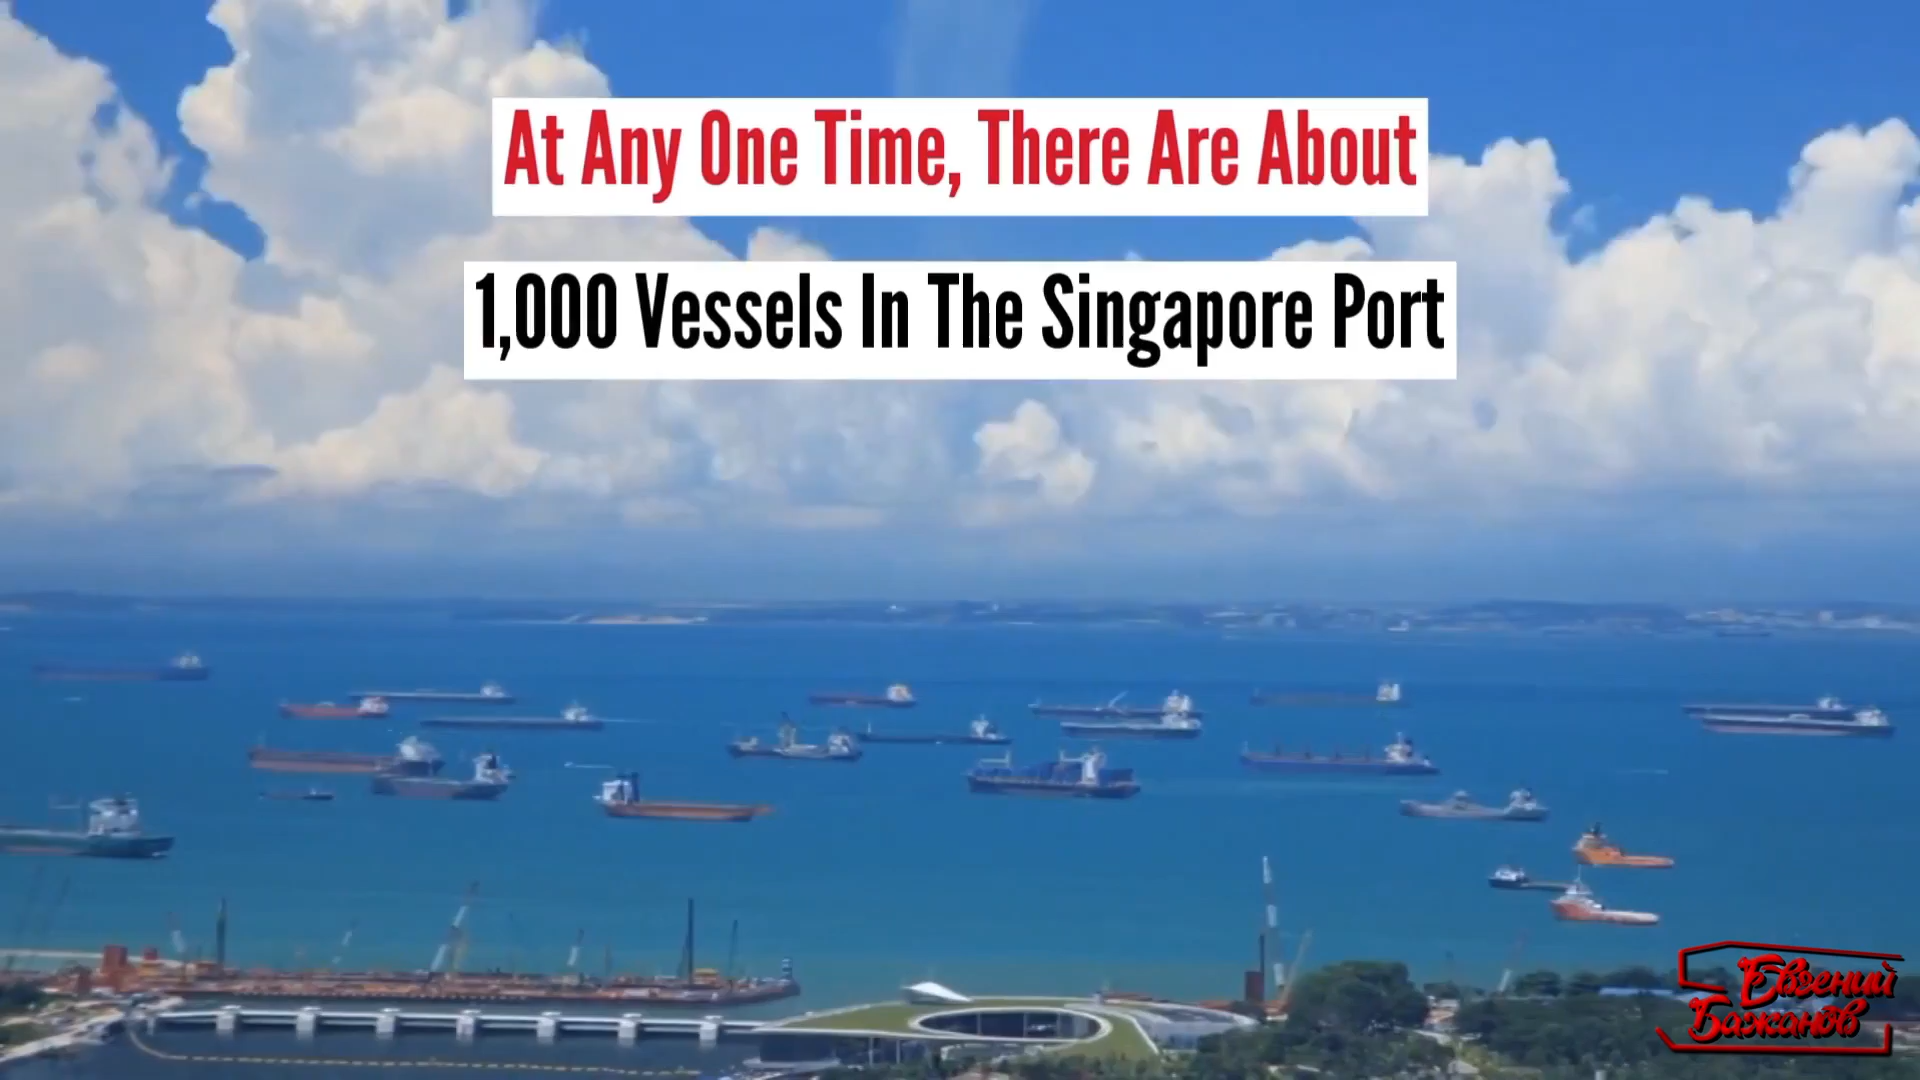 At Any One Time, There Are About
1,000 Vessels In The Singapore Port
Евгений
Бажанов